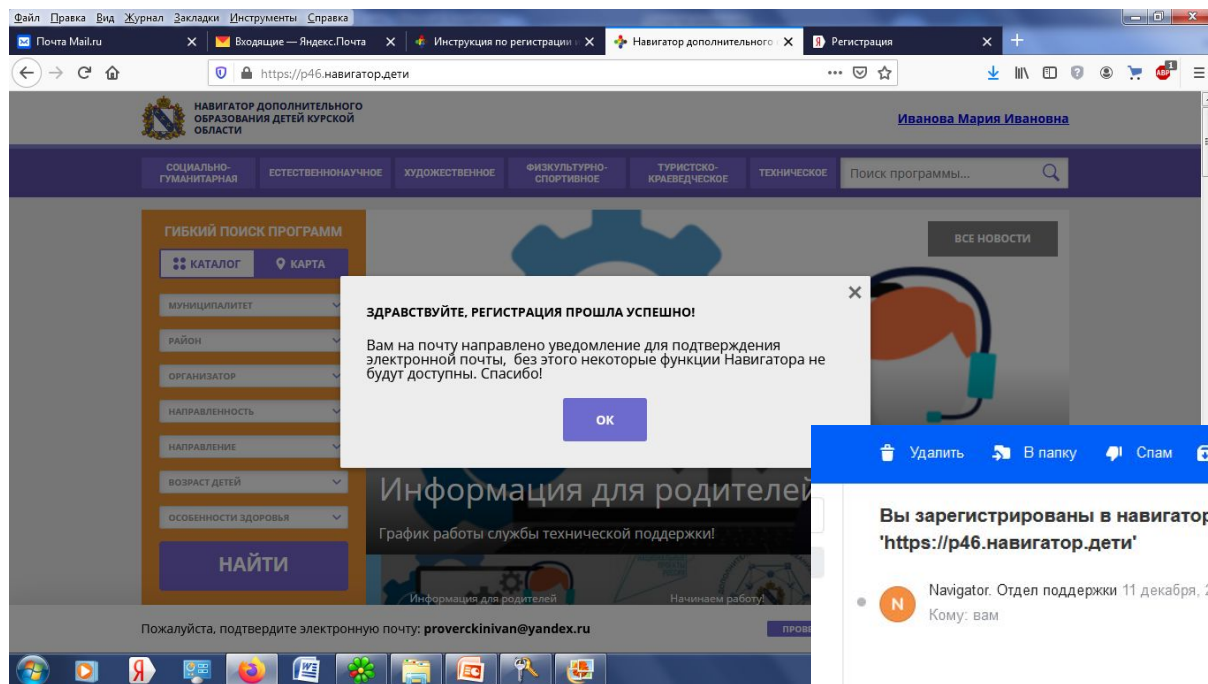 Файл Правка Вид Журнал Закладки Инструменты Справка
Почта Mail.ru
Входящие — Яндекс.Почта
Инструкция по регистрации
Навигатор дополнительного
Регистрация
https://р46.навигатор.дети
НАВИГАТОР ДОПОЛНИТЕЛЬНОГО
ОБРАЗОВАНИЯ ДЕТЕЙ КУРСКОЙ
ОБЛАСТИ
Иванова Мария Ивановна
СОЦИАЛЬНО-
ГУМАНИТАРНАЯ
ЕСТЕСТВЕННОНАУЧНОЕ
ХУДОЖЕСТВЕННОЕ
ФИЗКУЛЬТУРНО-
СПОРТИВНОЕ
ТУРИСТСКО-
КРАЕВЕДЧЕСКОЕ
ТЕХНИЧЕСКОЕ
Поиск программы...
ГИБКИЙ ПОИСК ПРОГРАММ
КАТАЛОГ
КАРТА
МУНИЦИПАЛИТЕТ
РАЙОН
ОРГАНИЗАТОР
НАПРАВЛЕННОСТЬ
НАПРАВЛЕНИЕ
ВОЗРАСТ ДЕТЕЙ
ОСОБЕННОСТИ ЗДОРОВЬЯ
НАЙТИ
ВСЕ НОВОСТИ
ЗДРАВСТВУЙТЕ, РЕГИСТРАЦИЯ ПРОШЛА УСПЕШНО!
Вам на почту направлено уведомление для подтверждения
электронной почты, без этого некоторые функции Навигатора не
будут доступны. Спасибо!
ОК
Информация для родителей
График работы службы технической поддержки!
Информация для родителей
Начинаем работу!
Пожалуйста, подтвердите электронную почту: proverckinivan@yandex.ru
Удалить
В папку
Спам
Вы зарегистрированы в навигатор
'https://р46.навигатор.дети'
N
Navigator. Отдел поддержки 11 декабря,
Кому: вам